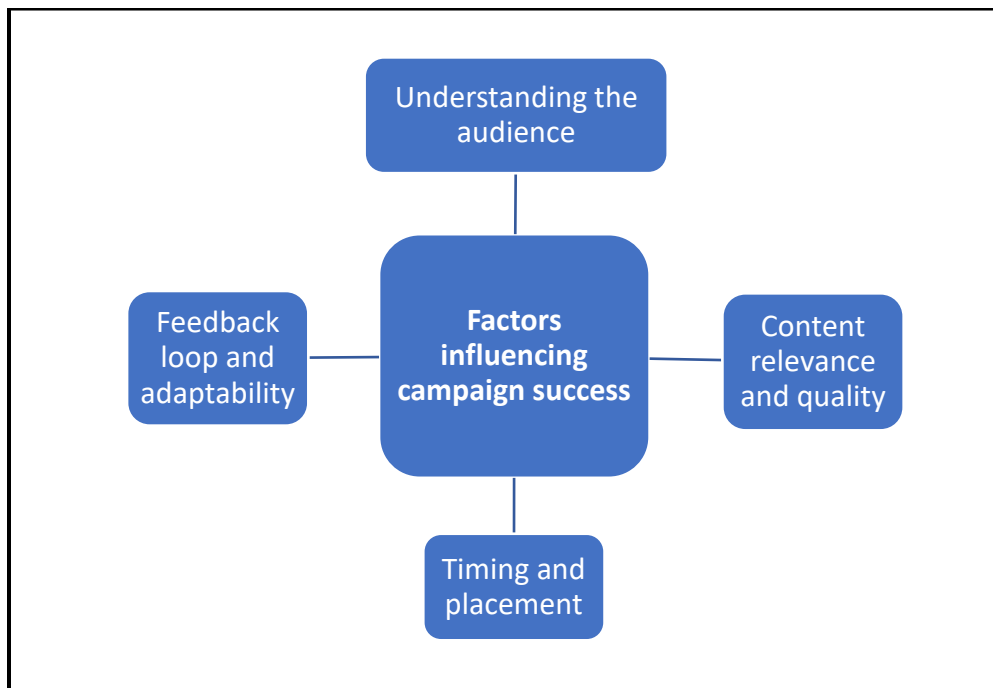 Understanding the
audience
Feedback
loop and
adaptability
Factors
influencing
campaign success
Content
relevance
and quality
Timing and
placement